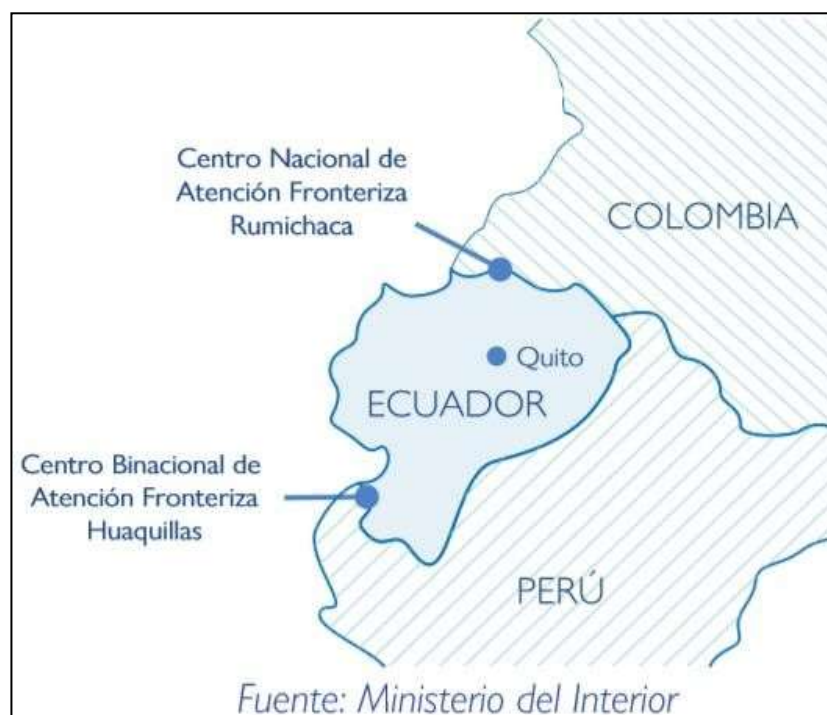 Centro Nacional de
Atención Fronteriza
Rumichaca
COLOMBIA
Quito
ECUADOR
Centro Binacional de
Atención Fronteriza
Huaquillas
PERÚ
Fuente: Ministerio del Interior